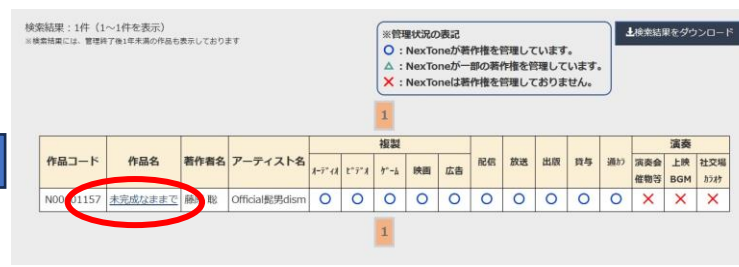 検索結果：1件（1～1件を表示）
※検索結果には、管理終了後1年未満の作品も表示しております
※管理状況の表記
○：NexToneが著作権を管理しています。
△：NexToneが一部の著作権を管理しています。
×：NexToneは著作権を管理しておりません。
検索結果をダウンロード
1
作品コード 作品名 著作者名 アーティスト名 複製 配信 放送 出版 貸与 通カラ 演奏
オーディオ ビデオ ゲーム 映画 広告 演奏会催物等 上映BGM 社交場カラオケ
N00 01157 未完成なままで 藤 聡 Official髭男dism ○ ○ ○ ○ ○ ○ ○ ○ ○ ○ × × ×
1